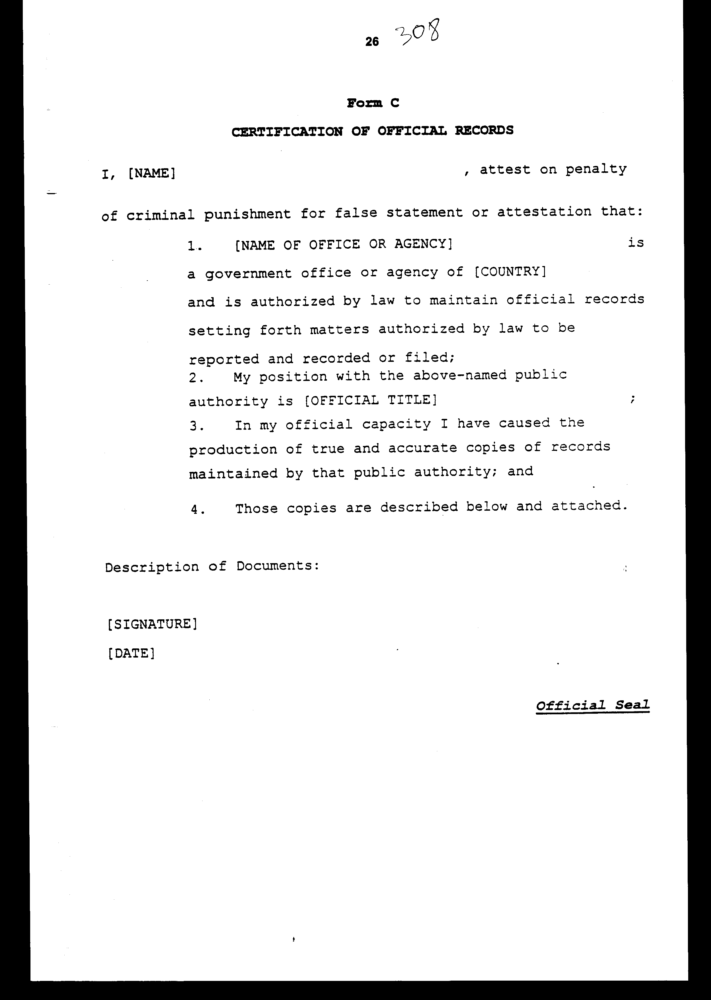 26 308
Form C
CERTIFICATION OF OFFICIAL RECORDS
I, [NAME] , attest on penalty
of criminal punishment for false statement or attestation that:
1. [NAME OF OFFICE OR AGENCY] is
a government office or agency of [COUNTRY]
and is authorized by law to maintain official records
setting forth matters authorized by law to be
reported and recorded or filed;
2. My position with the above-named public
authority is [OFFICIAL TITLE] ;
3. In my official capacity I have caused the
production of true and accurate copies of records
maintained by that public authority; and
4. Those copies are described below and attached.
Description of Documents:
[SIGNATURE]
[DATE]
Official Seal